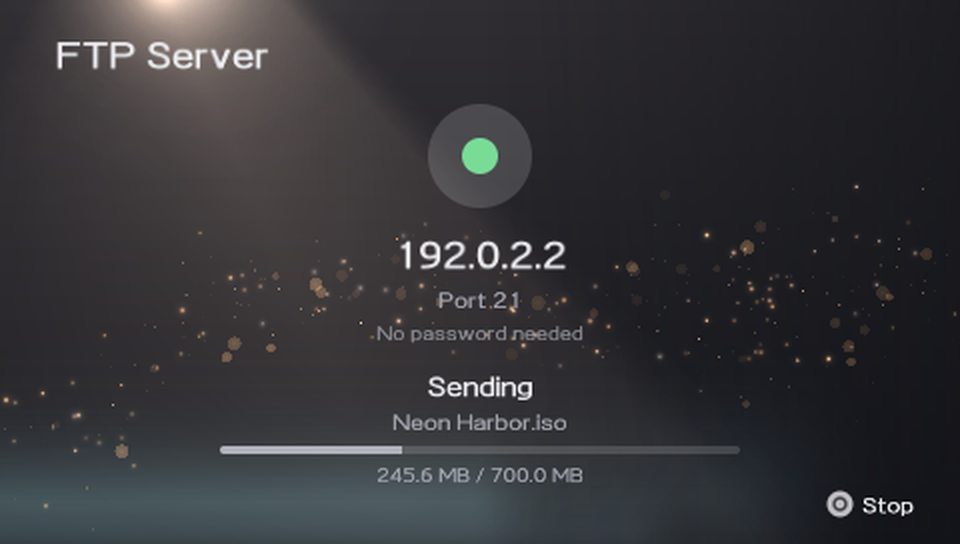 FTP Server
192.0.2.2
Port 21
No password needed
Sending
Neon Harbor.iso
245.6 MB / 700.0 MB
Stop